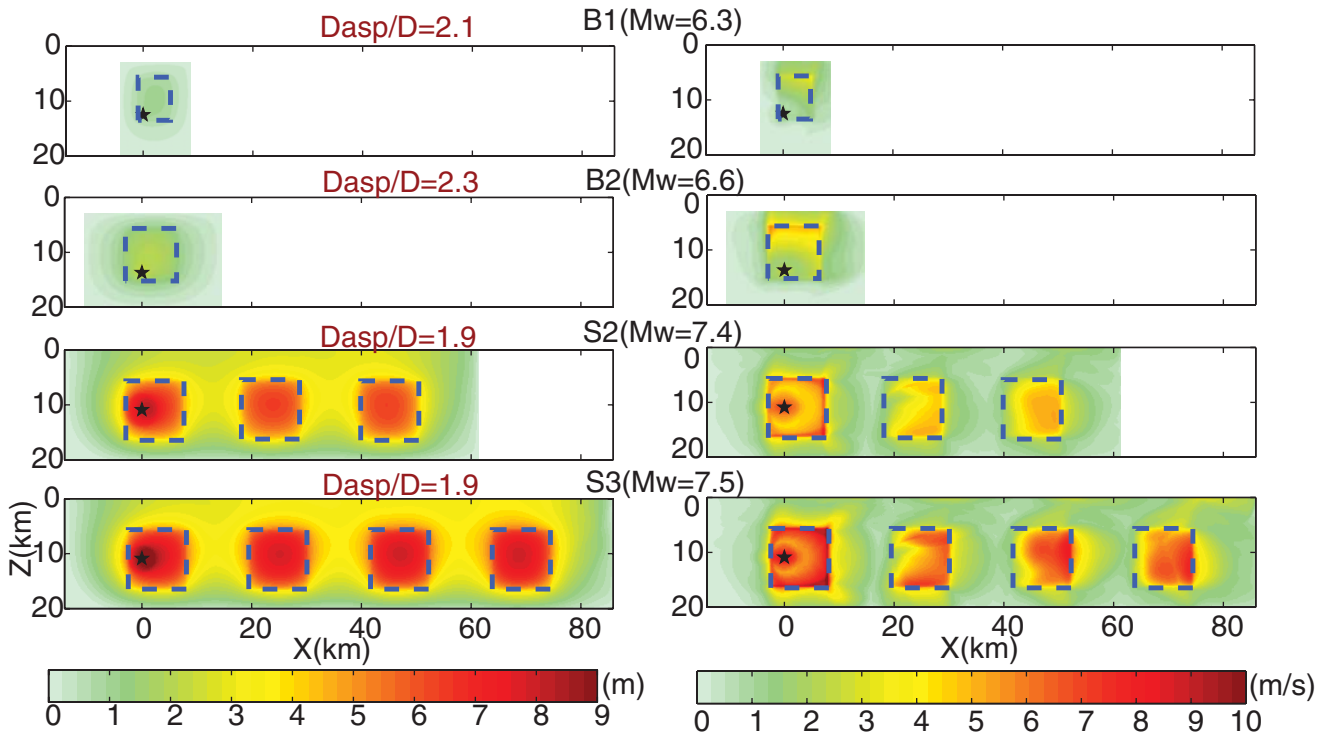 Dasp/D=2.1 B1(Mw=6.3)
0 0
10 10
20 20
Dasp/D=2.3 B2(Mw=6.6)
0 0
10 10
20 20
Dasp/D=1.9 S2(Mw=7.4)
0 0
10 10
20 20
Dasp/D=1.9 S3(Mw=7.5)
0 0
Z(km) 10 10
20 20
0 20 40 60 80 0 20 40 60 80
X(km) X(km)
(m) (m/s)
0 1 2 3 4 5 6 7 8 9 0 1 2 3 4 5 6 7 8 9 10